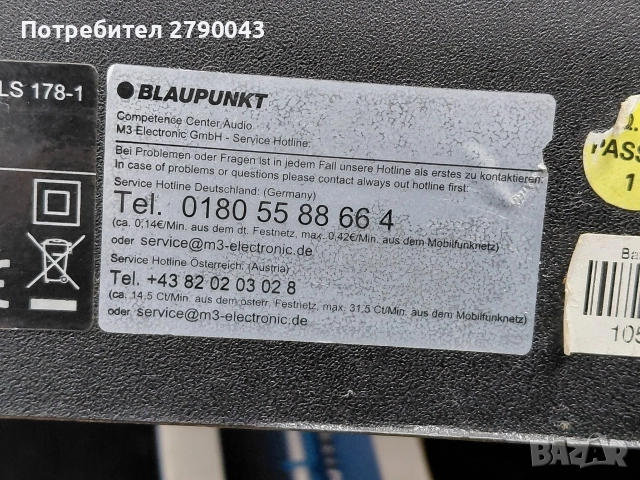 Потребител 2790043
LS 178-1
BLAUPUNKT
Competence Center Audio
M3 Electronic GmbH - Service Hotline:
Bei Problemen oder Fragen ist in jedem Fall unsere Hotline als erstes zu kontaktieren!
In case of problems or questions please contact always out hotline first:
Service Hotline Deutschland: (Germany)
Tel. 0180 55 88 66 4
(ca. 0,14€/Min. aus dem dt. Festnetz, max. 0,42€/Min. aus dem Mobilfunknetz)
oder service@m3-electronic.de
Service Hotline Österreich: (Austria)
Tel. +43 82 02 03 02 8
(ca. 14,5 Ct/Min. aus dem österr. Festnetz, max. 31,5 Ct/Min. aus dem Mobilfunknetz)
oder service@m3-electronic.de
PASS
1
Ba
105
BAZAR